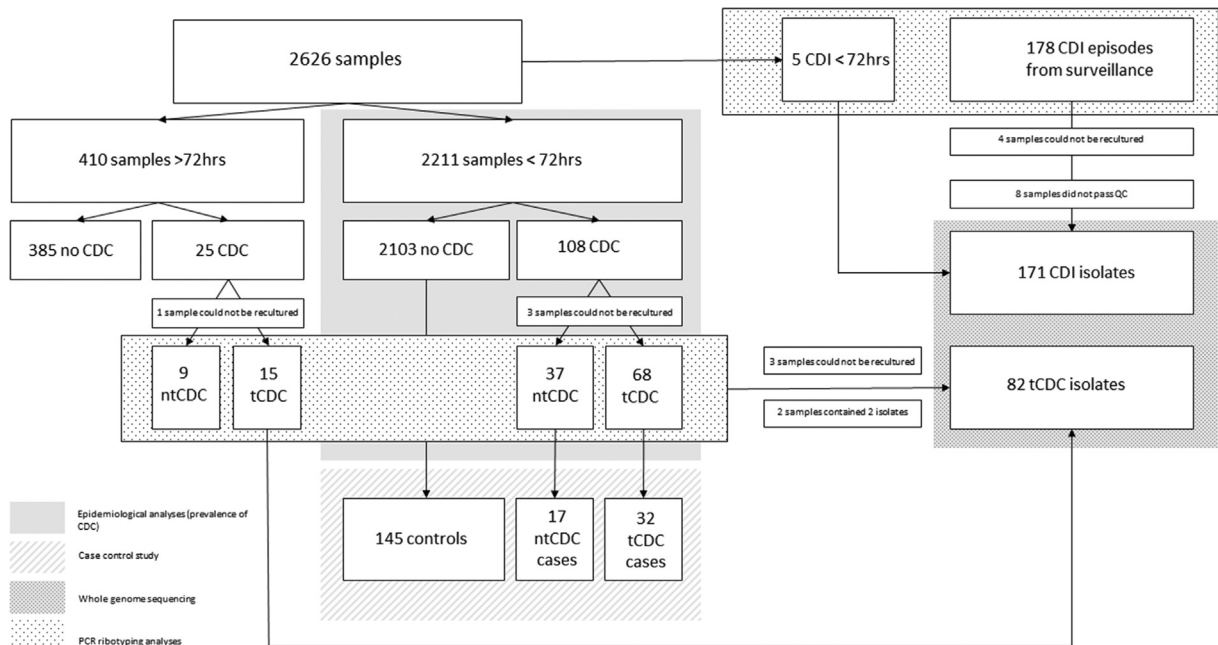 2626 samples
5 CDI < 72hrs
178 CDI episodes
from surveillance
410 samples >72hrs
2211 samples < 72hrs
4 samples could not be recultured
8 samples did not pass QC
385 no CDC
25 CDC
2103 no CDC
108 CDC
171 CDI isolates
1 sample could not be recultured
3 samples could not be recultured
9
ntCDC
15
tCDC
37
ntCDC
68
tCDC
3 samples could not be recultured
2 samples contained 2 isolates
82 tCDC isolates
145 controls
17
ntCDC
cases
32
tCDC
cases
Epidemiological analyses (prevalence of
CDC)
Case control study
Whole genome sequencing
PCR ribotyping analyses